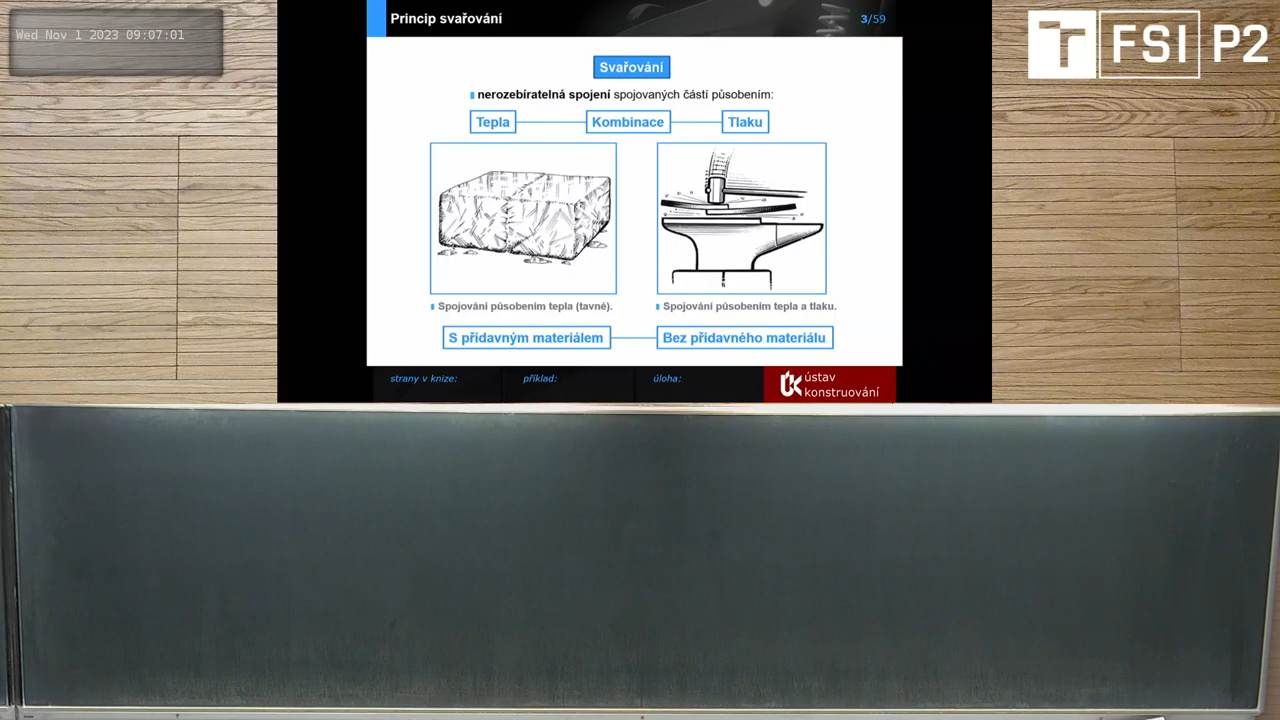 Wed Nov 1 2023 09:07:01
Princip svařování
3/59
FSI P2
Svařování
nerozebíratelná spojení spojovaných částí působením:
Tepla
Kombinace
Tlaku
Spojování působením tepla (tavné).
Spojování působením tepla a tlaku.
S přídavným materiálem
Bez přídavného materiálu
strany v knize:
příklad:
úloha:
ústav
konstruování